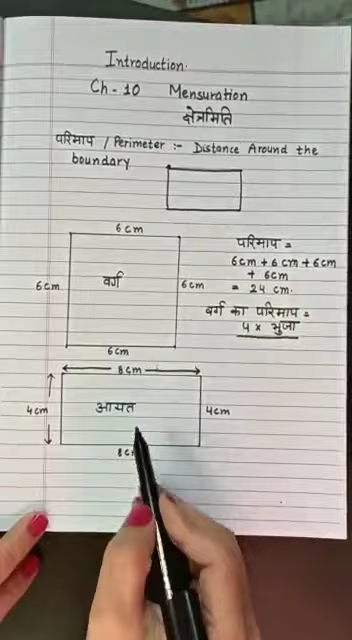 Introduction.
Ch - 10 Mensuration
क्षेत्रमिति
परिमाप / Perimeter :- Distance Around the
boundary
6cm
6cm
वर्ग
6cm
6cm
परिमाप =
6cm + 6cm + 6cm
+ 6cm
= 24 cm.
वर्ग का परिमाप =
4 x भुजा
8cm
4cm
आयत
4cm